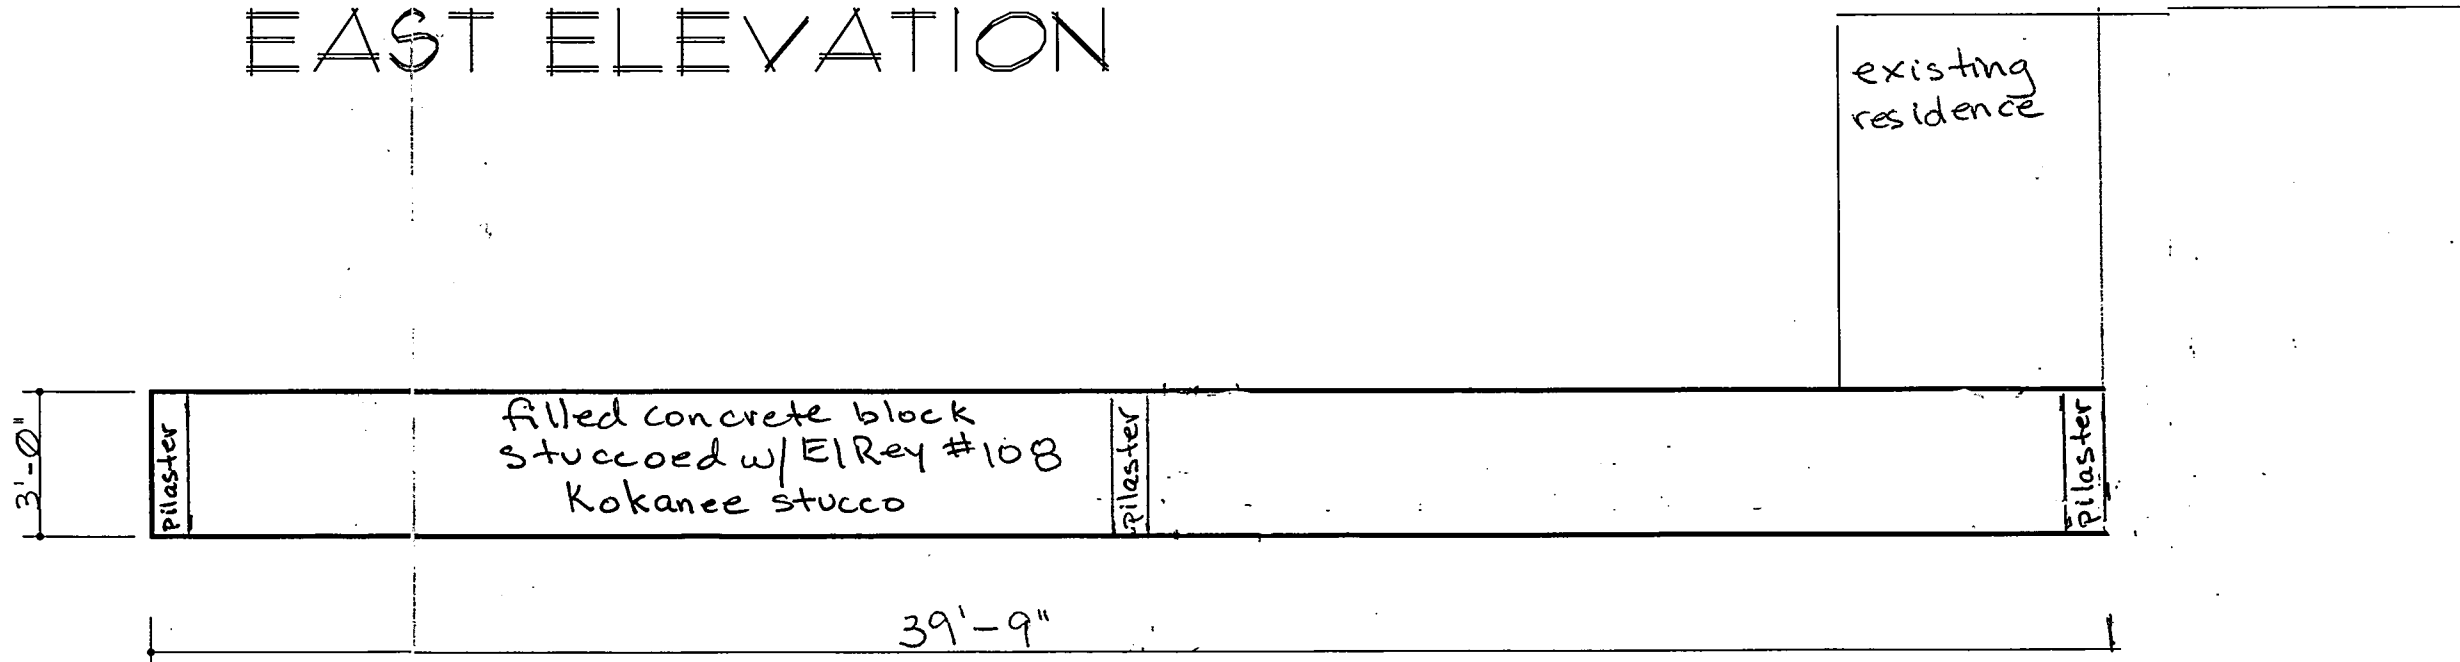 EAST ELEVATION
existing
residence
3'-0"
pilaster
filled concrete block
stuccoed w/ El Rey #108
Kokanee stucco
pilaster
pilaster
39'-9"